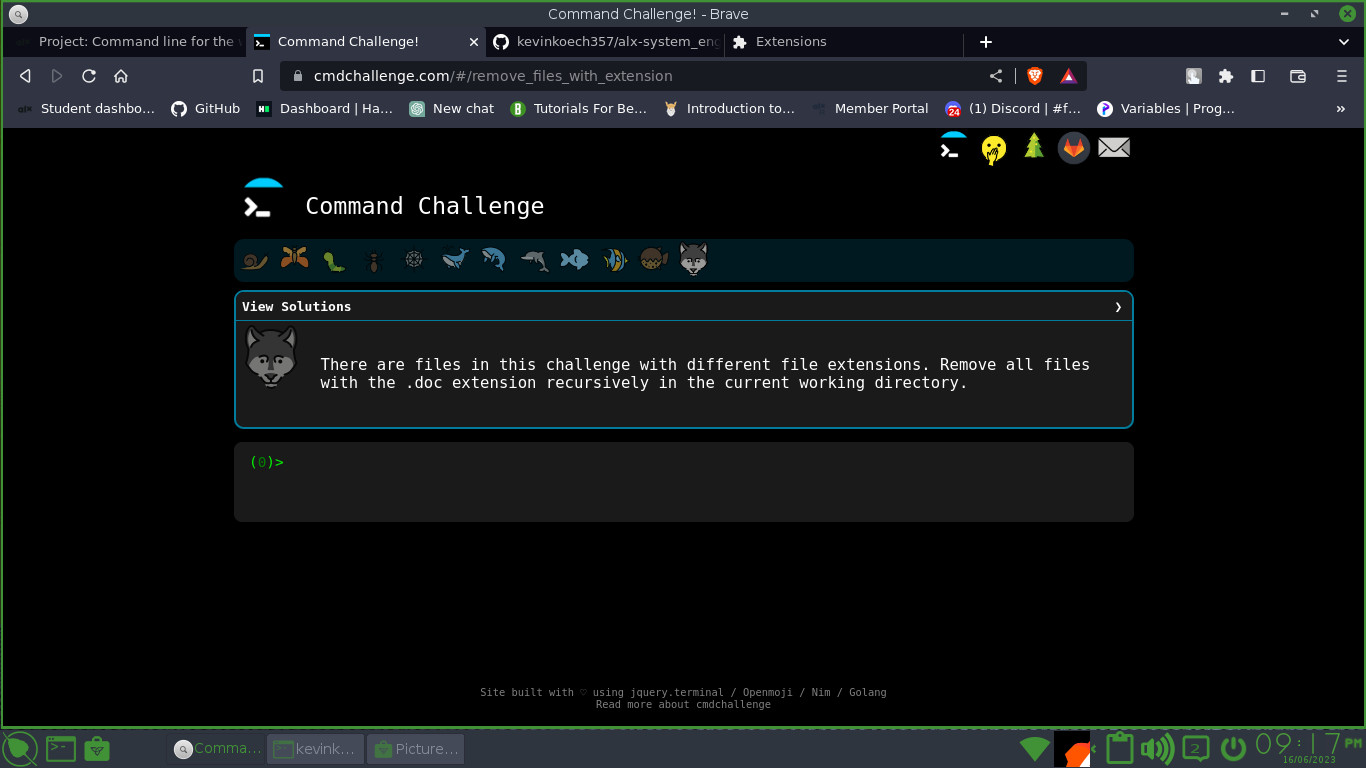 Command Challenge! - Brave
Project: Command line for the
Command Challenge!
kevinkoech357/alx-system_eng
Extensions
cmdchallenge.com/#/remove_files_with_extension
Student dashbo...
GitHub
Dashboard | Ha...
New chat
Tutorials For Be...
Introduction to...
Member Portal
(1) Discord | #f...
Variables | Prog...
»
Command Challenge
View Solutions
There are files in this challenge with different file extensions. Remove all files
with the .doc extension recursively in the current working directory.
(0)>
Site built with ♡ using jquery.terminal / Openmoji / Nim / Golang
Read more about cmdchallenge
Comma...
kevink...
Picture...
2
09:17 PM
16/06/2023